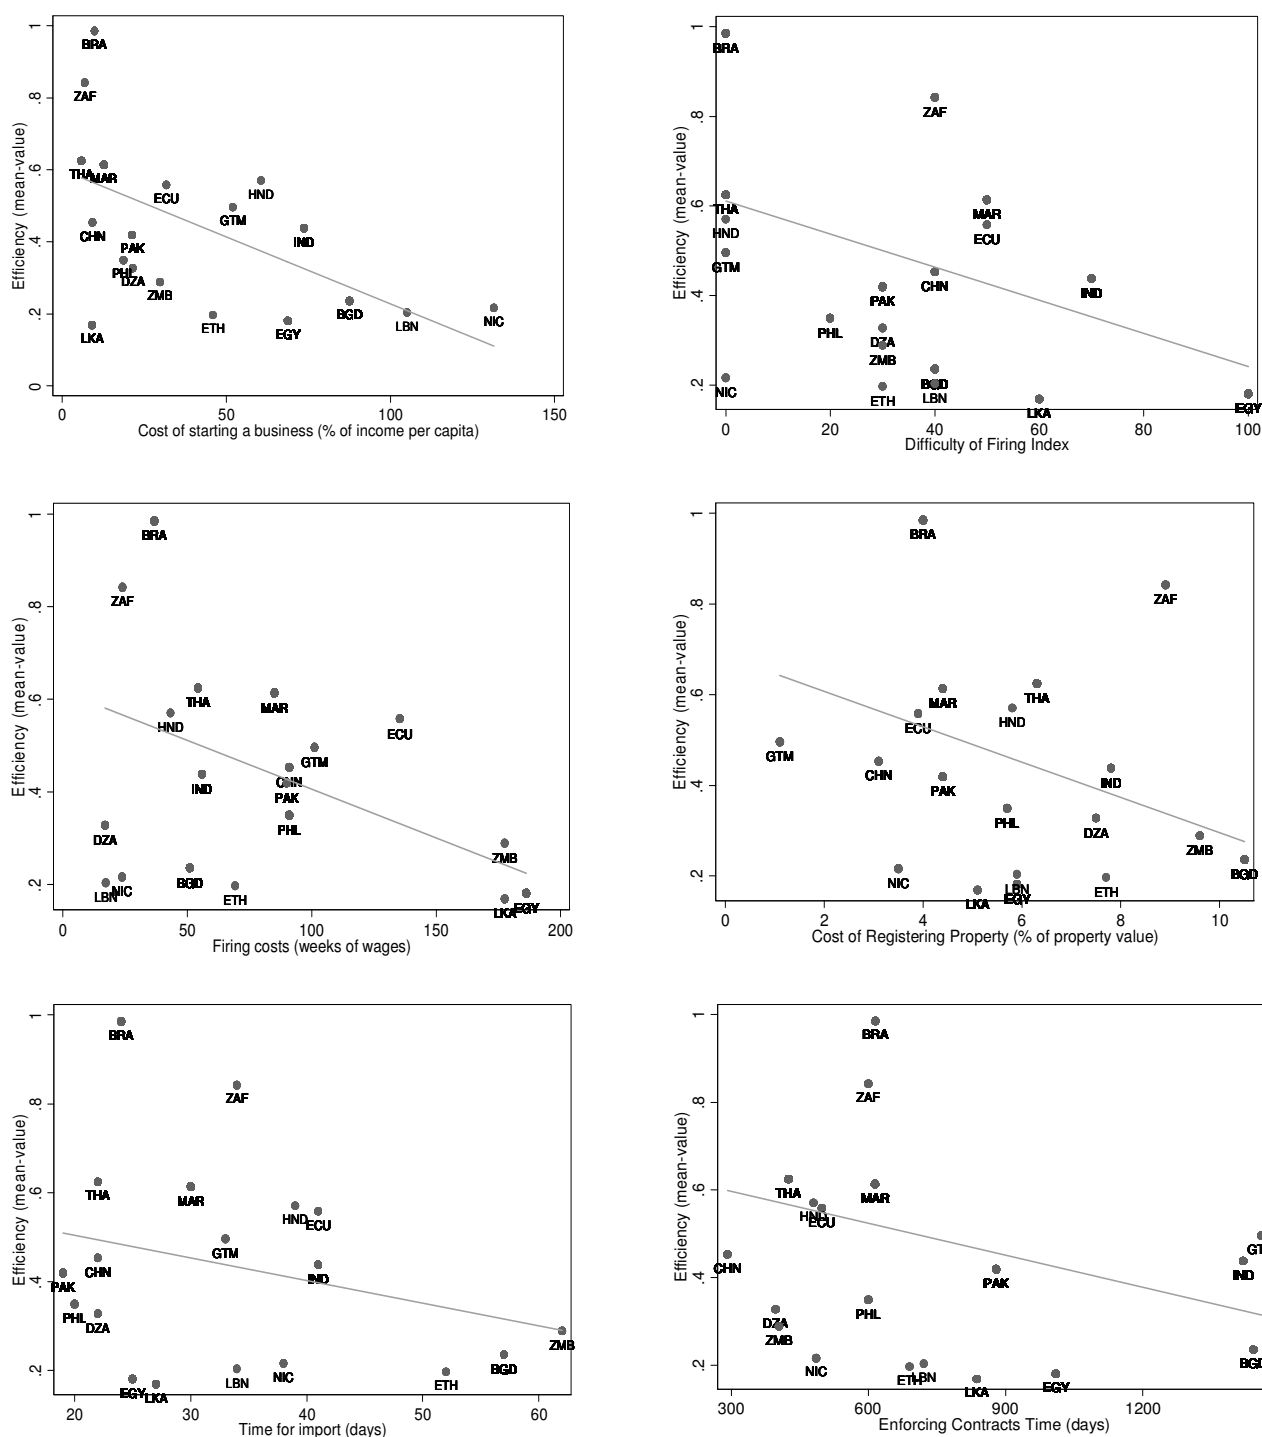 Efficiency (mean-value)
1
.8
.6
.4
.2
0
BRA
ZAF
THA
MAR
ECU
HND
GTM
CHN
PAK
IND
PHL
DZA
ZMB
BGD
LBN
NIC
ETH
EGY
LKA
0 50 100 150
Cost of starting a business (% of income per capita)
Efficiency (mean-value)
1
.8
.6
.4
.2
BRA
ZAF
THA
MAR
HND
ECU
GTM
CHN
IND
PAK
PHL
DZA
ZMB
NIC
BGD
LBN
ETH
LKA
EGY
0 20 40 60 80 100
Difficulty of Firing Index
Efficiency (mean-value)
1
.8
.6
.4
.2
BRA
ZAF
THA
MAR
HND
ECU
GTM
CHN
IND
PAK
PHL
DZA
ZMB
BGD
NIC
LBN
ETH
LKA
EGY
0 50 100 150 200
Firing costs (weeks of wages)
Efficiency (mean-value)
1
.8
.6
.4
.2
BRA
ZAF
THA
MAR
HND
ECU
GTM
CHN
IND
PAK
PHL
DZA
ZMB
BGD
NIC
LBN
ETH
EGY
LKA
0 2 4 6 8 10
Cost of Registering Property (% of property value)
Efficiency (mean-value)
1
.8
.6
.4
.2
BRA
ZAF
THA
MAR
HND
ECU
GTM
CHN
IND
PAK
PHL
DZA
ZMB
BGD
NIC
LBN
ETH
EGY
LKA
20 30 40 50 60
Time for import (days)
Efficiency (mean-value)
1
.8
.6
.4
.2
BRA
ZAF
THA
MAR
HND
ECU
GT
CHN
IND
PAK
PHL
DZA
ZMB
BGD
NIC
ETH
LBN
LKA
EGY
300 600 900 1200
Enforcing Contracts Time (days)